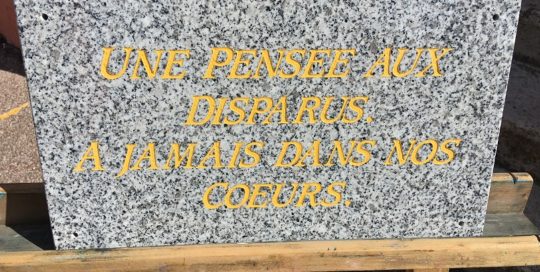 UNE PENSEE AUX
DISPARUS.
A JAMAIS DANS NOS
COEURS.